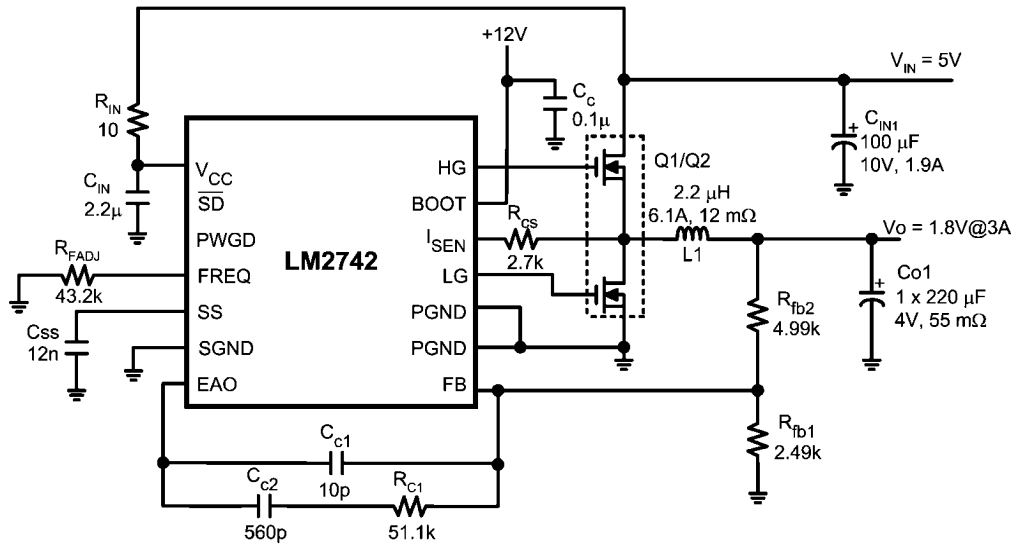 +12V
V_IN = 5V
R_IN
10
C_c
0.1μ
C_IN1
100 μF
10V, 1.9A
+
C_IN
2.2μ
V_CC
S̅D̅
PWGD
FREQ
SS
SGND
EAO
LM2742
HG
BOOT
I_SEN
LG
PGND
PGND
FB
Q1/Q2
R_cs
2.7k
2.2 μH
6.1A, 12 mΩ
L1
Vo = 1.8V@3A
+
Co1
1 x 220 μF
4V, 55 mΩ
R_FADJ
43.2k
Css
12n
R_fb2
4.99k
R_fb1
2.49k
C_c1
10p
C_c2
560p
R_C1
51.1k